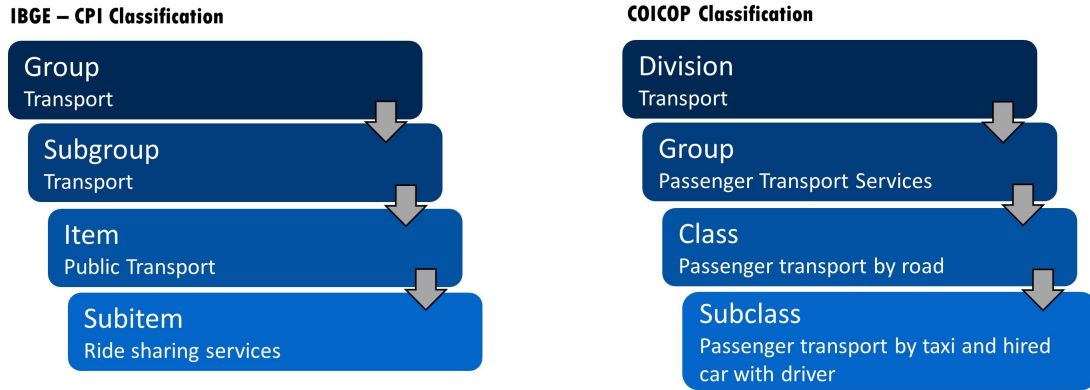 IBGE – CPI Classification
Group
Transport
Subgroup
Transport
Item
Public Transport
Subitem
Ride sharing services
COICOP Classification
Division
Transport
Group
Passenger Transport Services
Class
Passenger transport by road
Subclass
Passenger transport by taxi and hired
car with driver